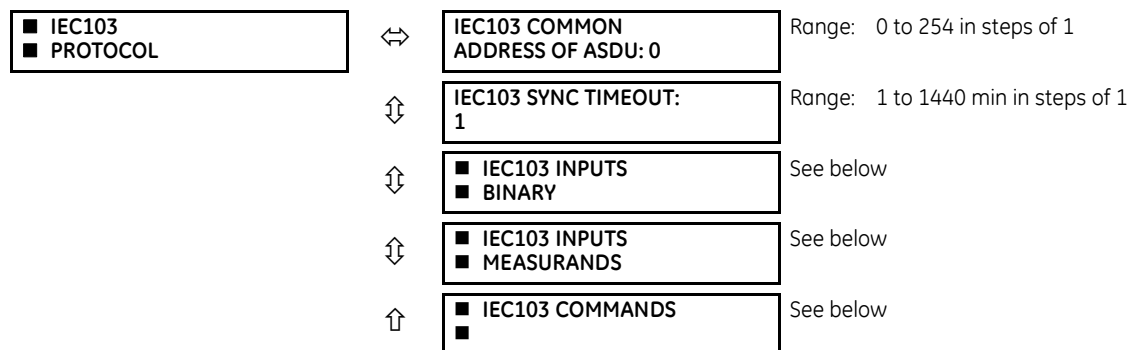 ■ IEC103
■ PROTOCOL
IEC103 COMMON
ADDRESS OF ASDU: 0
Range: 0 to 254 in steps of 1
IEC103 SYNC TIMEOUT:
1
Range: 1 to 1440 min in steps of 1
■ IEC103 INPUTS
■ BINARY
See below
■ IEC103 INPUTS
■ MEASURANDS
See below
■ IEC103 COMMANDS
■
See below